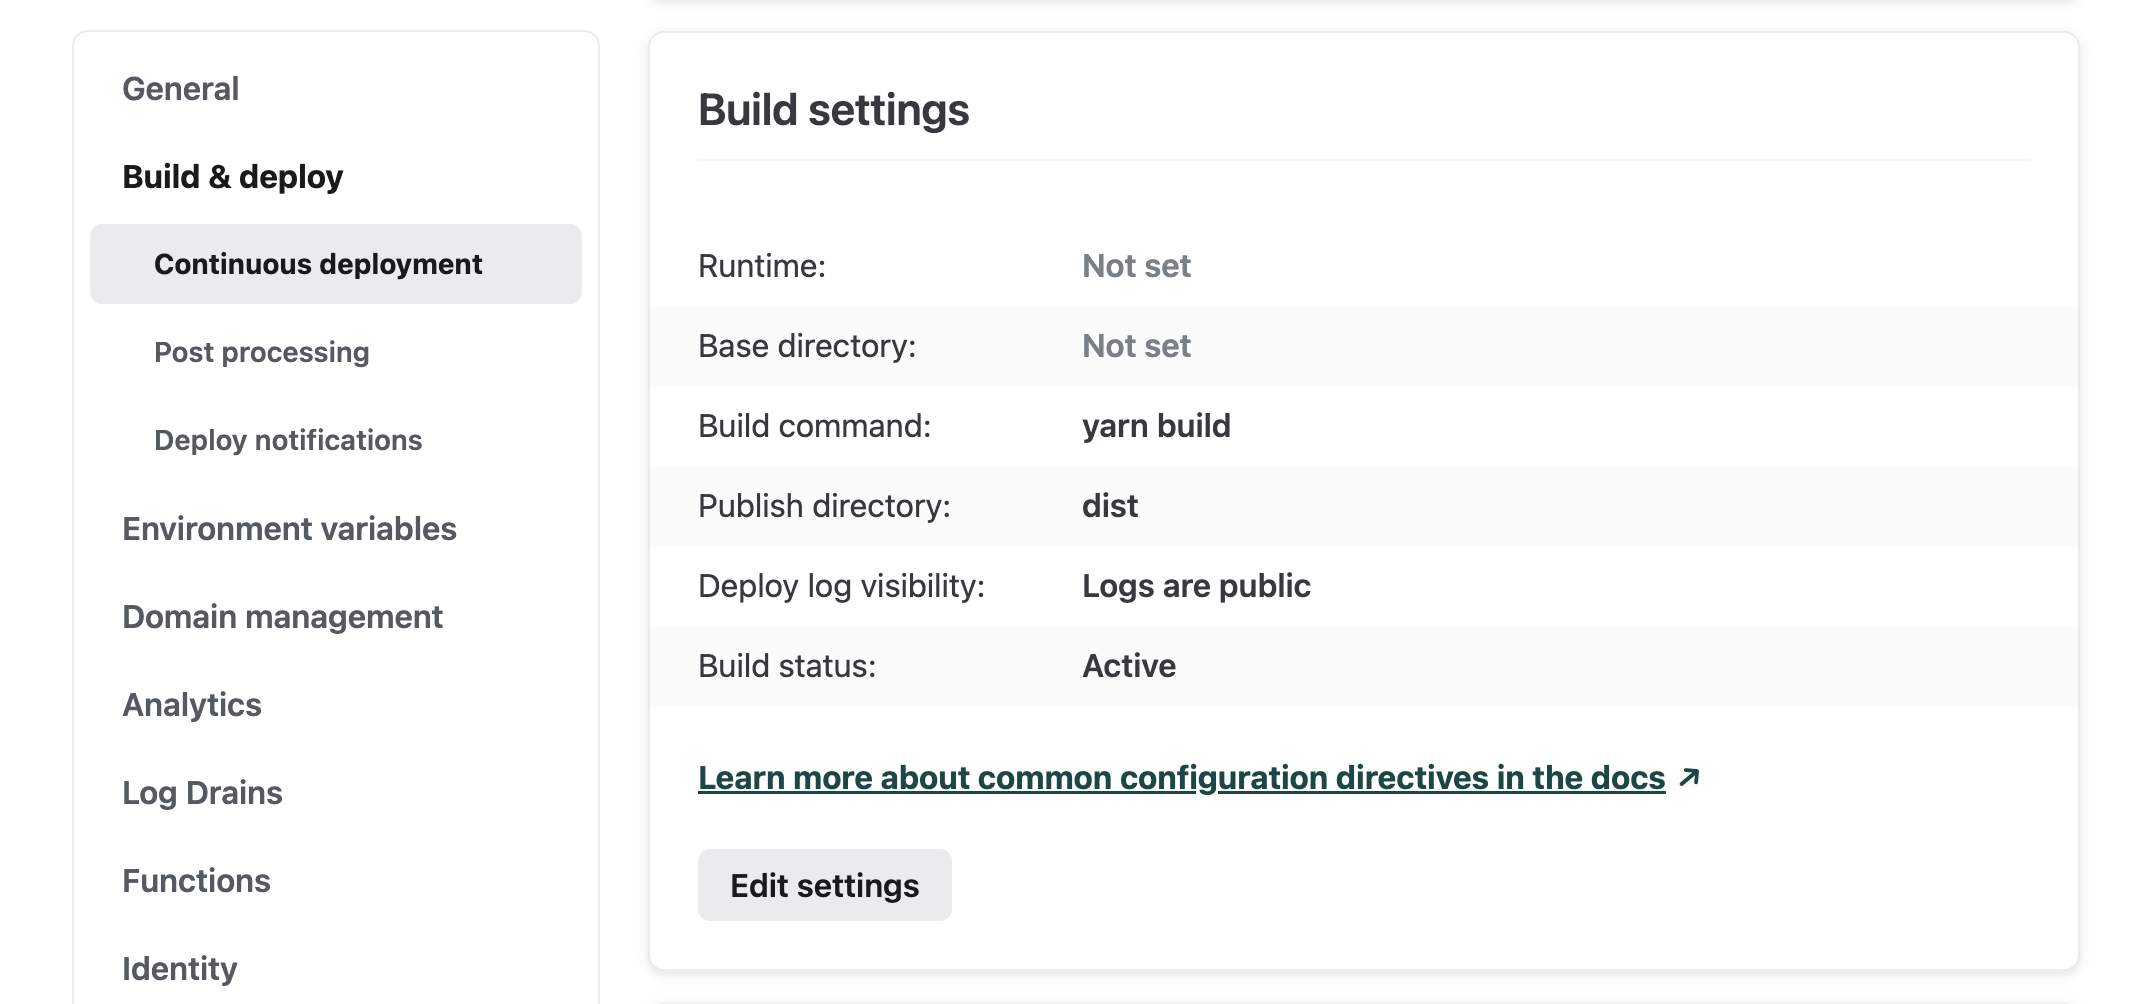 General
Build & deploy
Continuous deployment
Post processing
Deploy notifications
Environment variables
Domain management
Analytics
Log Drains
Functions
Identity
Build settings
Runtime: Not set
Base directory: Not set
Build command: yarn build
Publish directory: dist
Deploy log visibility: Logs are public
Build status: Active
Learn more about common configuration directives in the docs ↗
Edit settings